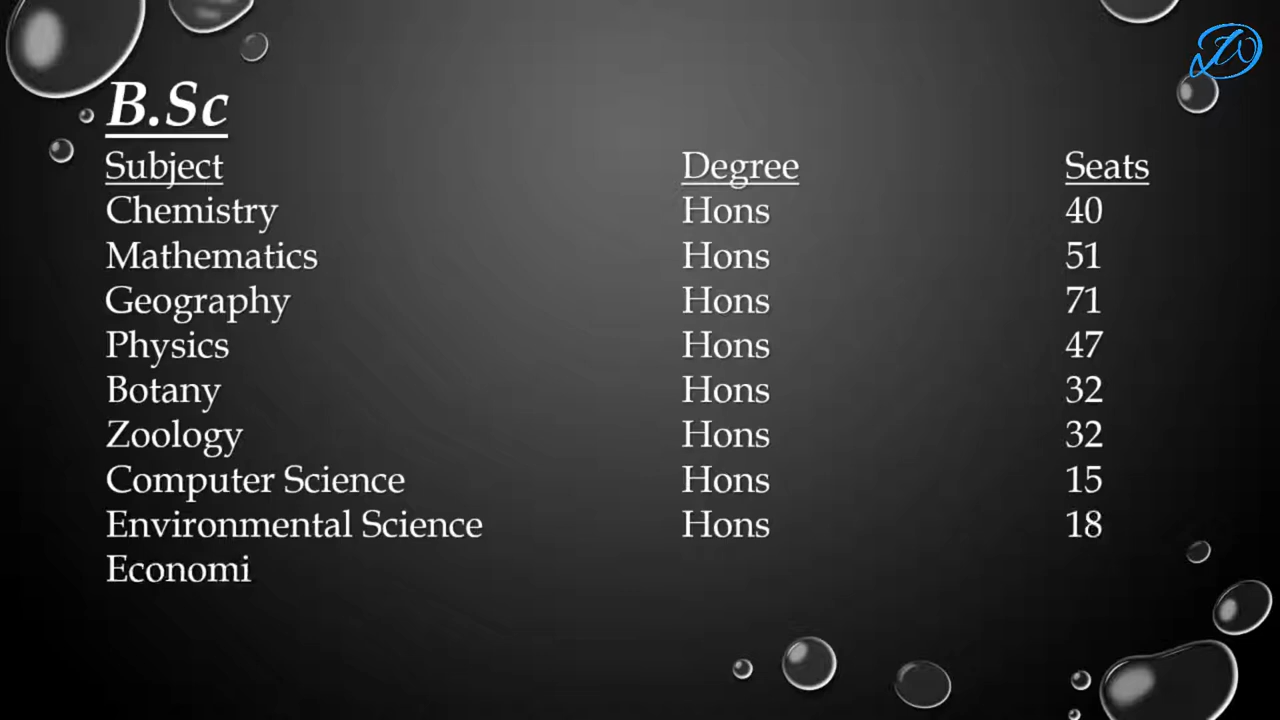 B.Sc
Subject Degree Seats
Chemistry Hons 40
Mathematics Hons 51
Geography Hons 71
Physics Hons 47
Botany Hons 32
Zoology Hons 32
Computer Science Hons 15
Environmental Science Hons 18
Economi